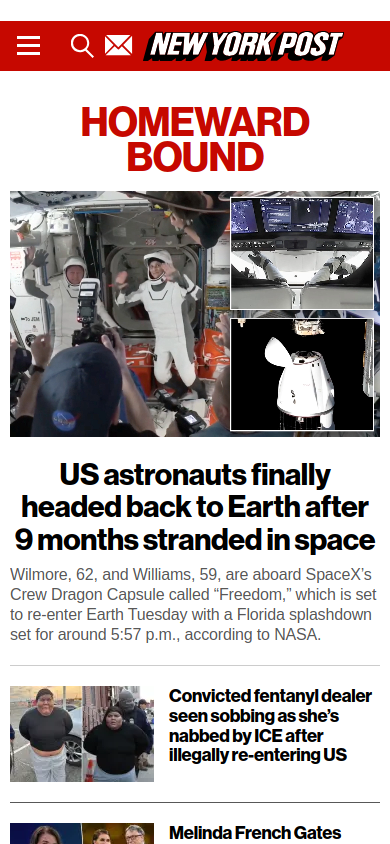 NEW YORK POST
HOMEWARD
BOUND
US astronauts finally
headed back to Earth after
9 months stranded in space
Wilmore, 62, and Williams, 59, are aboard SpaceX’s
Crew Dragon Capsule called “Freedom,” which is set
to re-enter Earth Tuesday with a Florida splashdown
set for around 5:57 p.m., according to NASA.
Convicted fentanyl dealer
seen sobbing as she’s
nabbed by ICE after
illegally re-entering US
Melinda French Gates